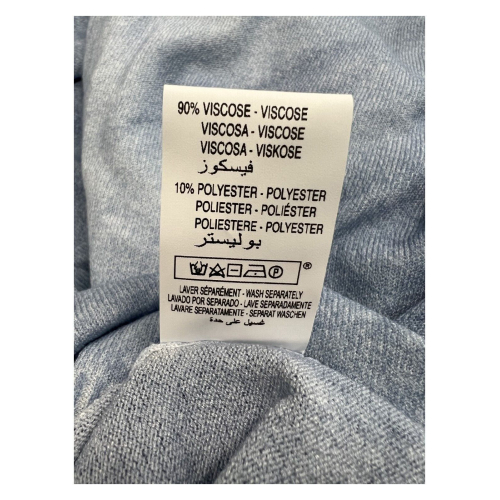 90% VISCOSE - VISCOSE
VISCOSA - VISCOSE
VISCOSA - VISKOSE
فيسكوز
10% POLYESTER - POLYESTER
POLIESTER - POLIÉSTER
POLIESTERE - POLYESTER
بوليستر
P ®
LAVER SÉPARÉMENT - WASH SEPARATELY
LAVADO POR SEPARADO - LAVE SEPARADAMENTE
LAVARE SEPARATAMENTE - SEPARAT WASCHEN
غسيل على حدة